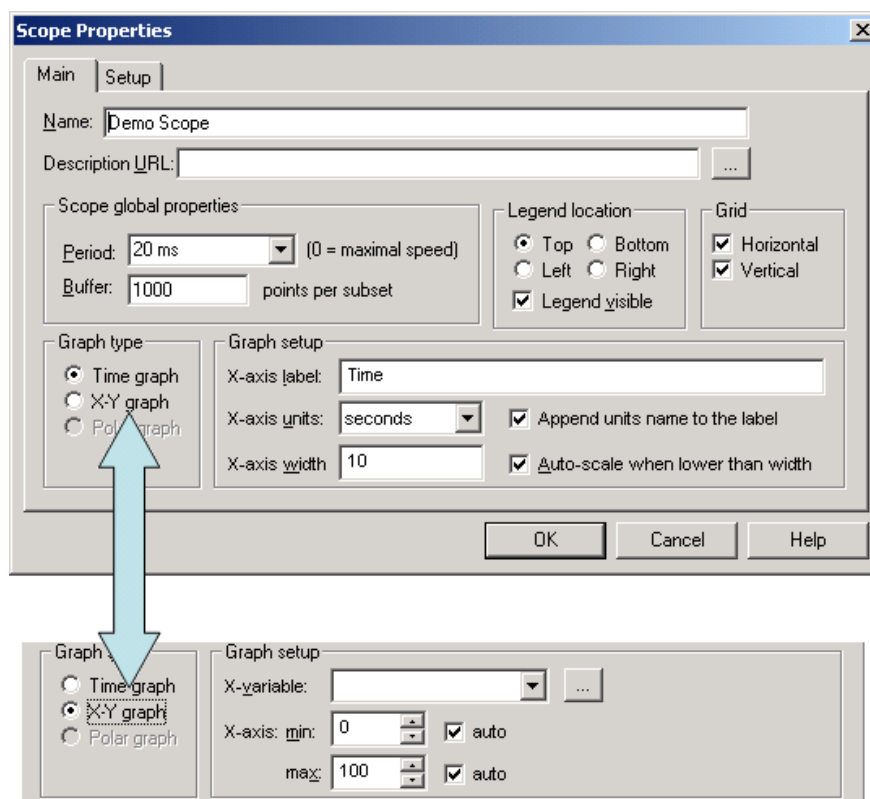 Scope Properties
Main Setup
Name: Demo Scope
Description URL: ...
Scope global properties
Period: 20 ms (0 = maximal speed)
Buffer: 1000 points per subset
Legend location
Top Bottom
Left Right
Legend visible
Grid
Horizontal
Vertical
Graph type
Time graph
X-Y graph
Polar graph
Graph setup
X-axis label: Time
X-axis units: seconds Append units name to the label
X-axis width 10 Auto-scale when lower than width
OK Cancel Help
Graph
Time graph
X-Y graph
Polar graph
Graph setup
X-variable: ...
X-axis: min: 0 auto
max: 100 auto